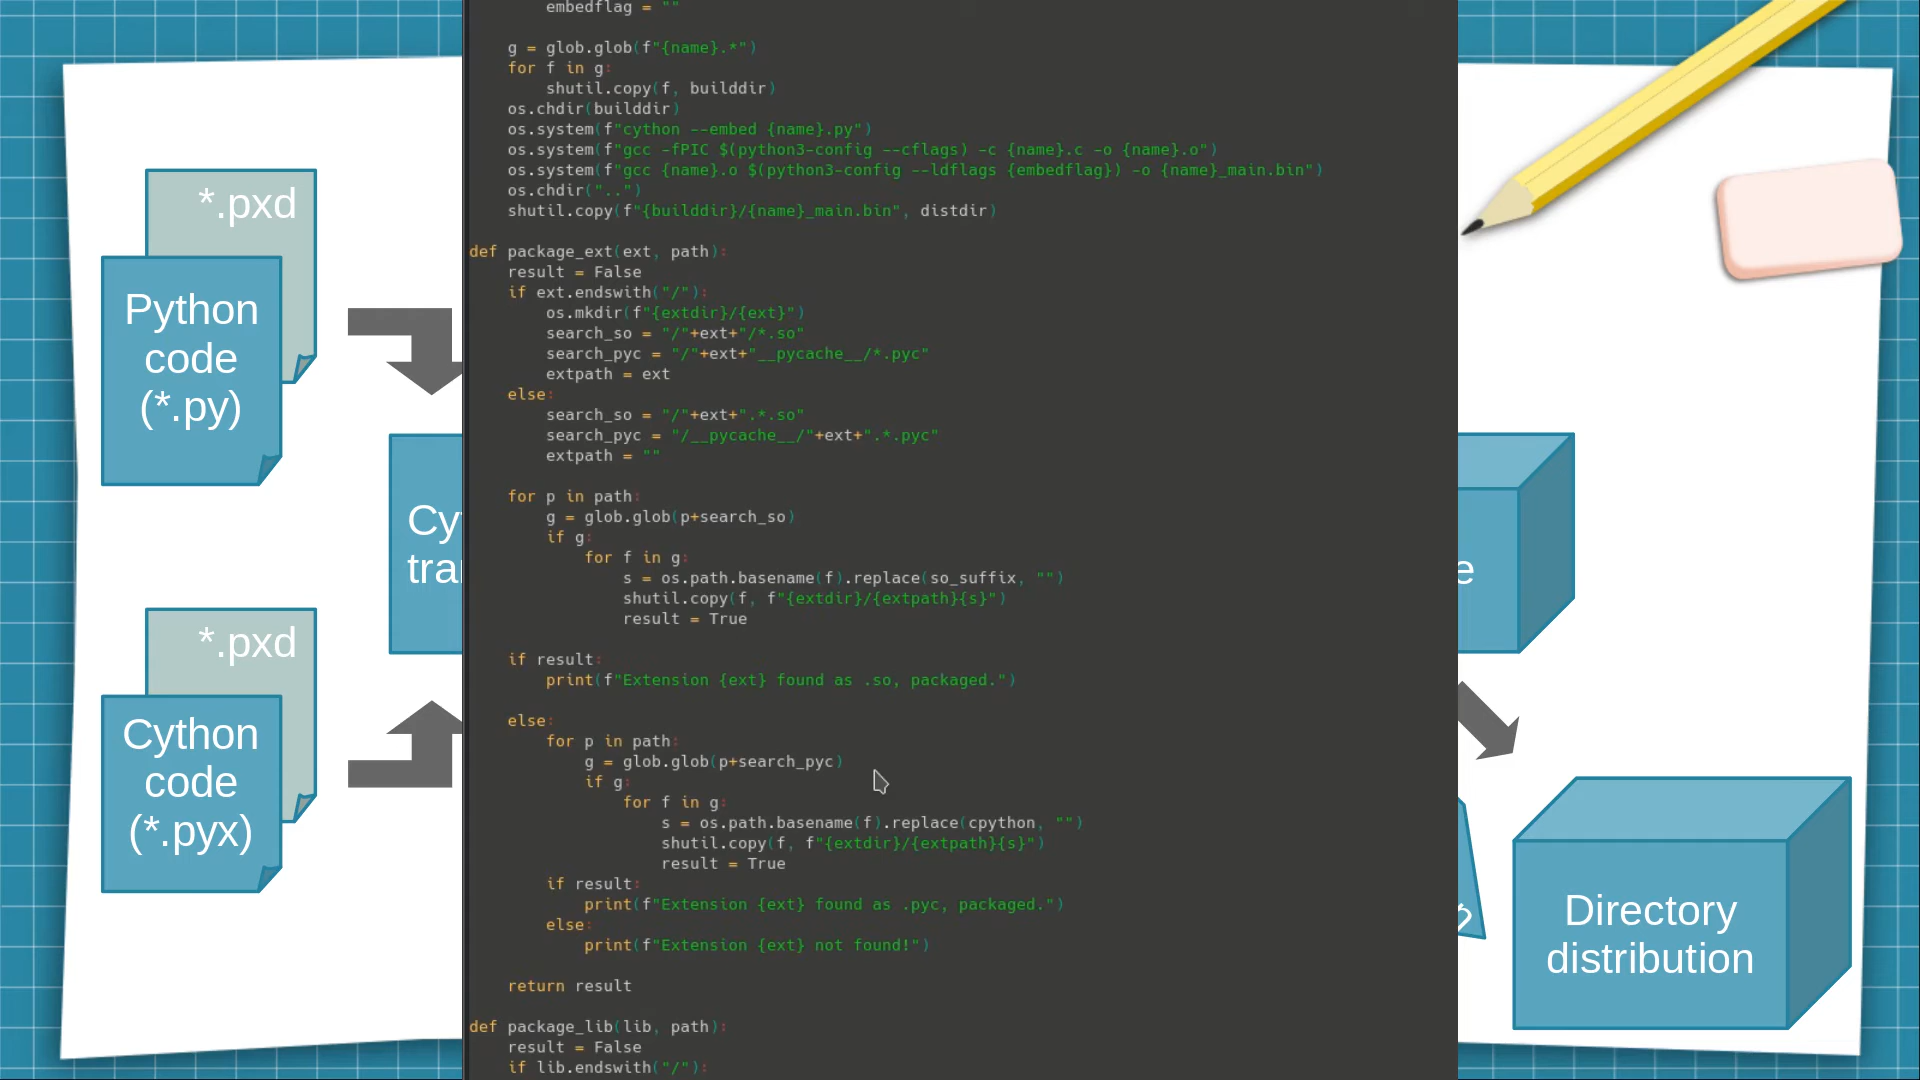 *.pxd
Python
code
(*.py)
*.pxd
Cython
code
(*.pyx)
embedflag = ""
g = glob.glob(f"{name}.*")
for f in g:
shutil.copy(f, builddir)
os.chdir(builddir)
os.system(f"cython --embed {name}.py")
os.system(f"gcc -fPIC $(python3-config --cflags) -c {name}.c -o {name}.o")
os.system(f"gcc {name}.o $(python3-config --ldflags {embedflag}) -o {name}_main.bin")
os.chdir("..")
shutil.copy(f"{builddir}/{name}_main.bin", distdir)
def package_ext(ext, path):
result = False
if ext.endswith("/"):
os.mkdir(f"{extdir}/{ext}")
search_so = "/"+ext+"/*.so"
search_pyc = "/"+ext+"__pycache__/*.pyc"
extpath = ext
else:
search_so = "/"+ext+".*.so"
search_pyc = "/__pycache__/"+ext+".*.pyc"
extpath = ""
for p in path:
g = glob.glob(p+search_so)
if g:
for f in g:
s = os.path.basename(f).replace(so_suffix, "")
shutil.copy(f, f"{extdir}/{extpath}{s}")
result = True
if result:
print(f"Extension {ext} found as .so, packaged.")
else:
for p in path:
g = glob.glob(p+search_pyc)
if g:
for f in g:
s = os.path.basename(f).replace(cpython, "")
shutil.copy(f, f"{extdir}/{extpath}{s}")
result = True
if result:
print(f"Extension {ext} found as .pyc, packaged.")
else:
print(f"Extension {ext} not found!")
return result
def package_lib(lib, path):
result = False
if lib.endswith("/"):
Directory
distribution